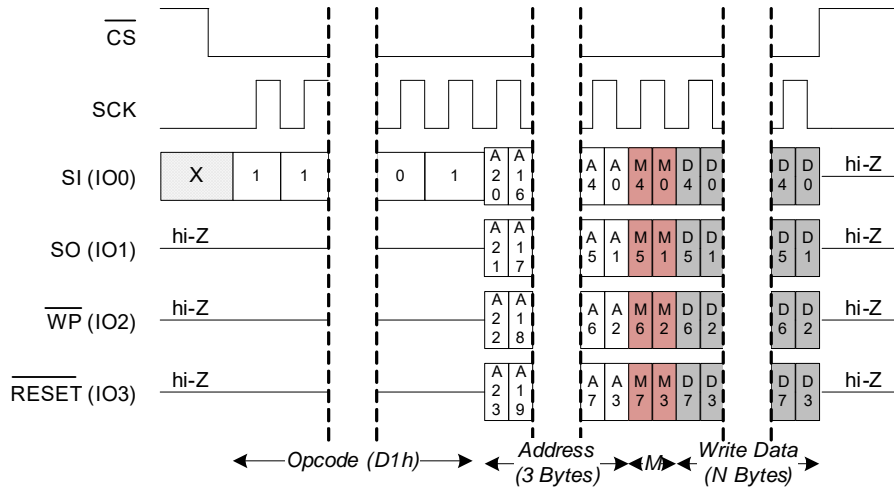 CS
SCK
SI (IO0) X 1 1 0 1 A20 A16 A4 A0 M4 M0 D4 D0 D4 D0 hi-Z
hi-Z
SO (IO1) A21 A17 A5 A1 M5 M1 D5 D1 D5 D1 hi-Z
hi-Z
WP (IO2) A22 A18 A6 A2 M6 M2 D6 D2 D6 D2 hi-Z
hi-Z
RESET (IO3) A23 A19 A7 A3 M7 M3 D7 D3 D7 D3 hi-Z
Opcode (D1h) Address M Write Data
(3 Bytes) (N Bytes)